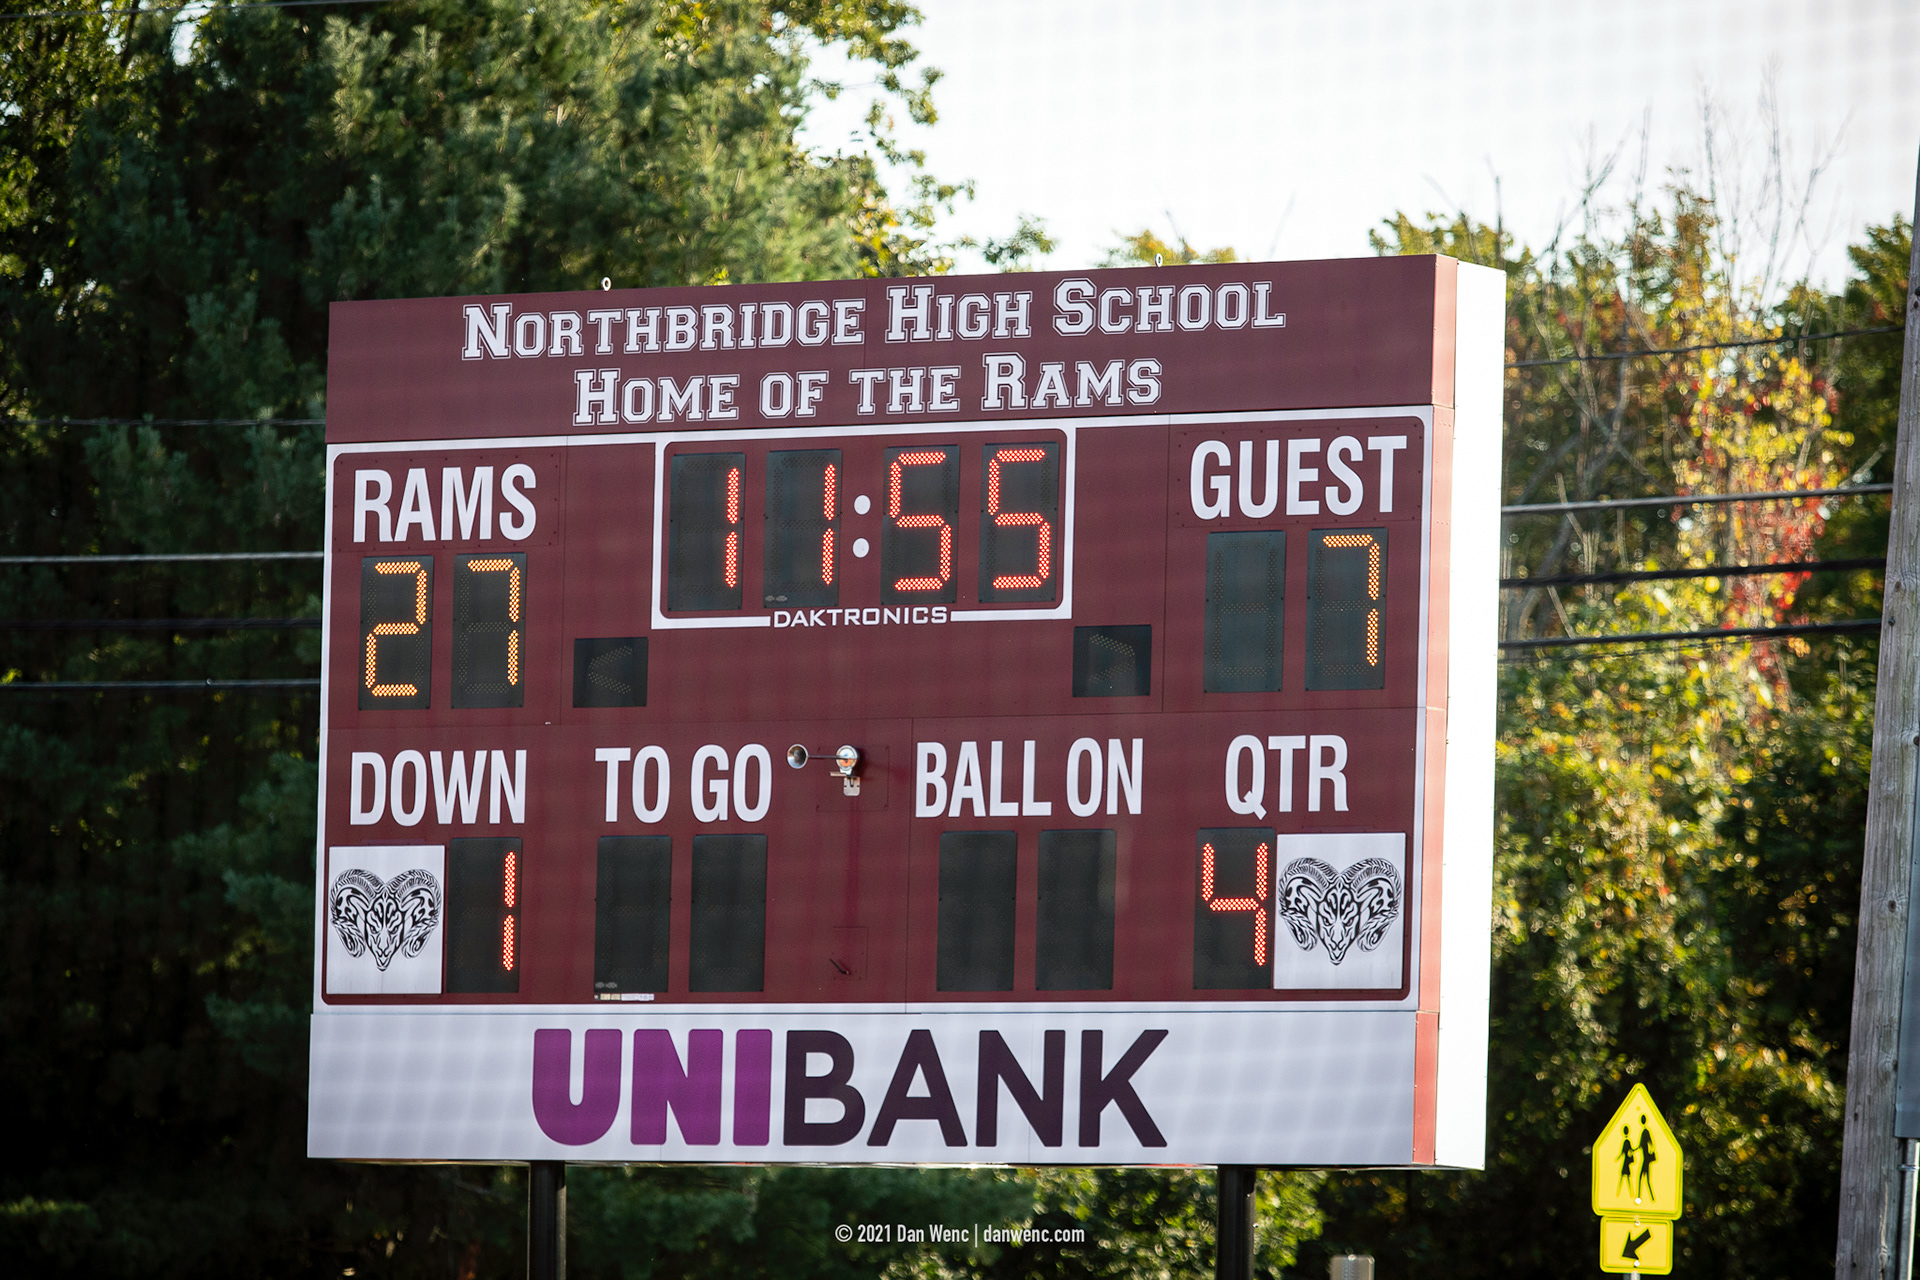 Northbridge High School
Home of the Rams
RAMS 11:55 GUEST
27 7
DAKTRONICS
DOWN TO GO BALL ON QTR
1 4
UNIBANK
© 2021 Dan Wenc | danwenc.com